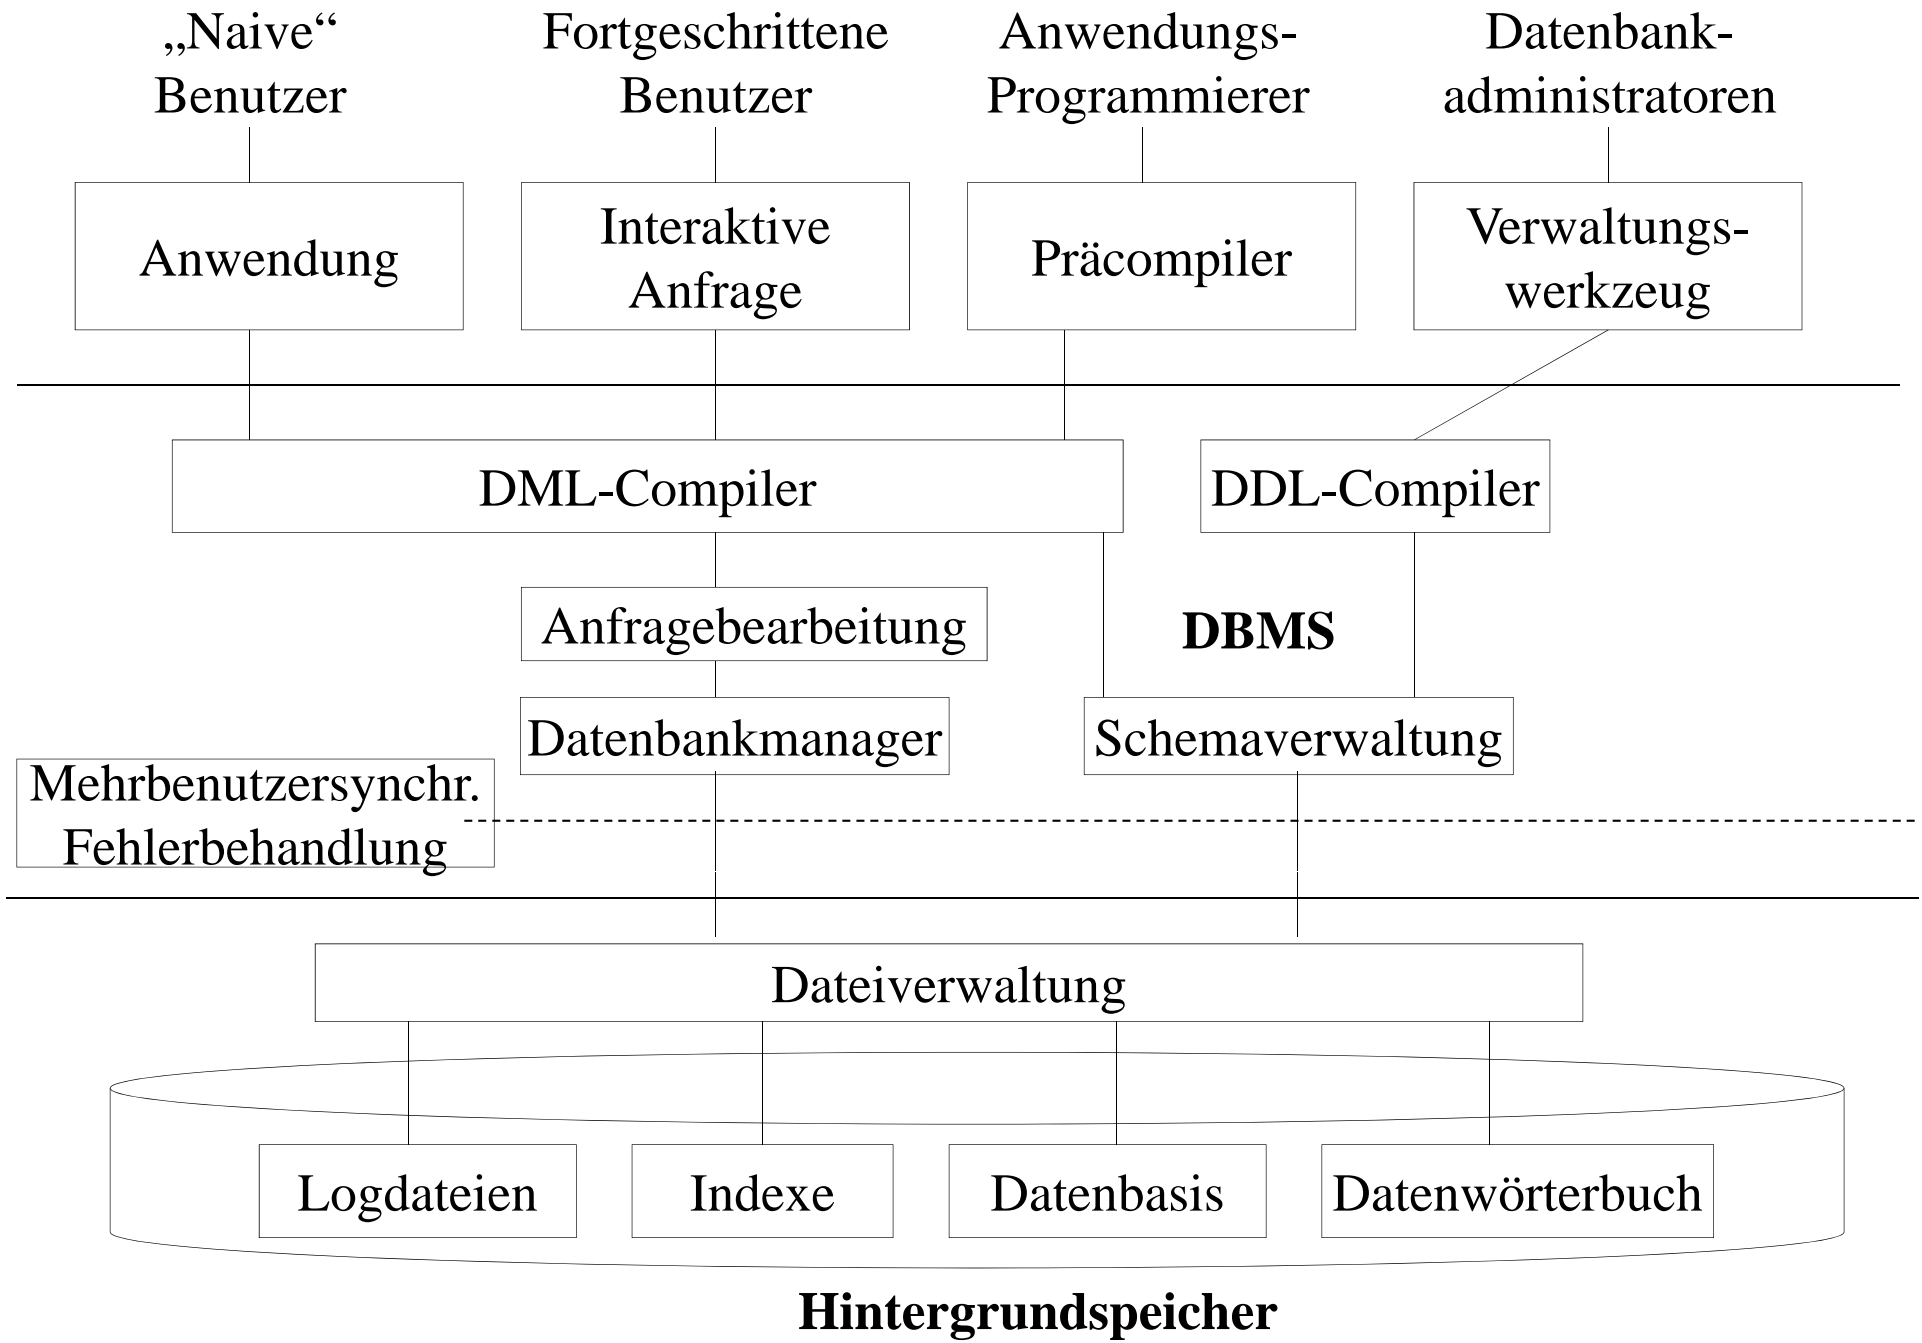 „Naive“
Benutzer
Fortgeschrittene
Benutzer
Anwendungs-
Programmierer
Datenbank-
administratoren
Anwendung
Interaktive
Anfrage
Präcompiler
Verwaltungs-
werkzeug
DML-Compiler
DDL-Compiler
Anfragebearbeitung
DBMS
Datenbankmanager
Schemaverwaltung
Mehrbenutzersynchr.
Fehlerbehandlung
Dateiverwaltung
Logdateien
Indexe
Datenbasis
Datenwörterbuch
Hintergrundspeicher